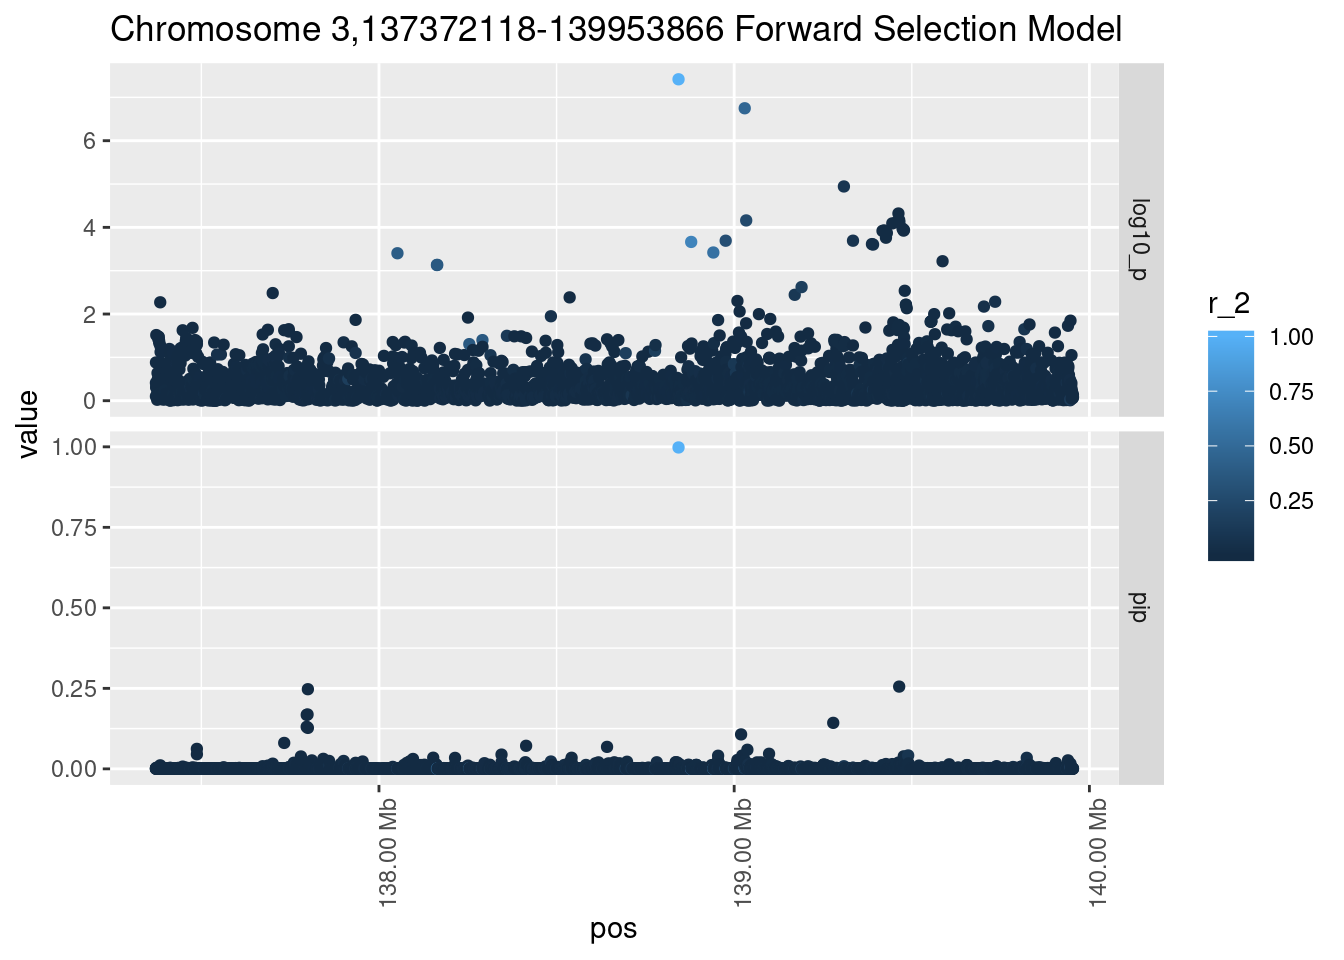 Chromosome 3,137372118-139953866 Forward Selection Model
value
6
4
2
0
log10_p
1.00
0.75
0.50
0.25
0.00
pip
138.00 Mb
139.00 Mb
140.00 Mb
pos
r_2
1.00
0.75
0.50
0.25